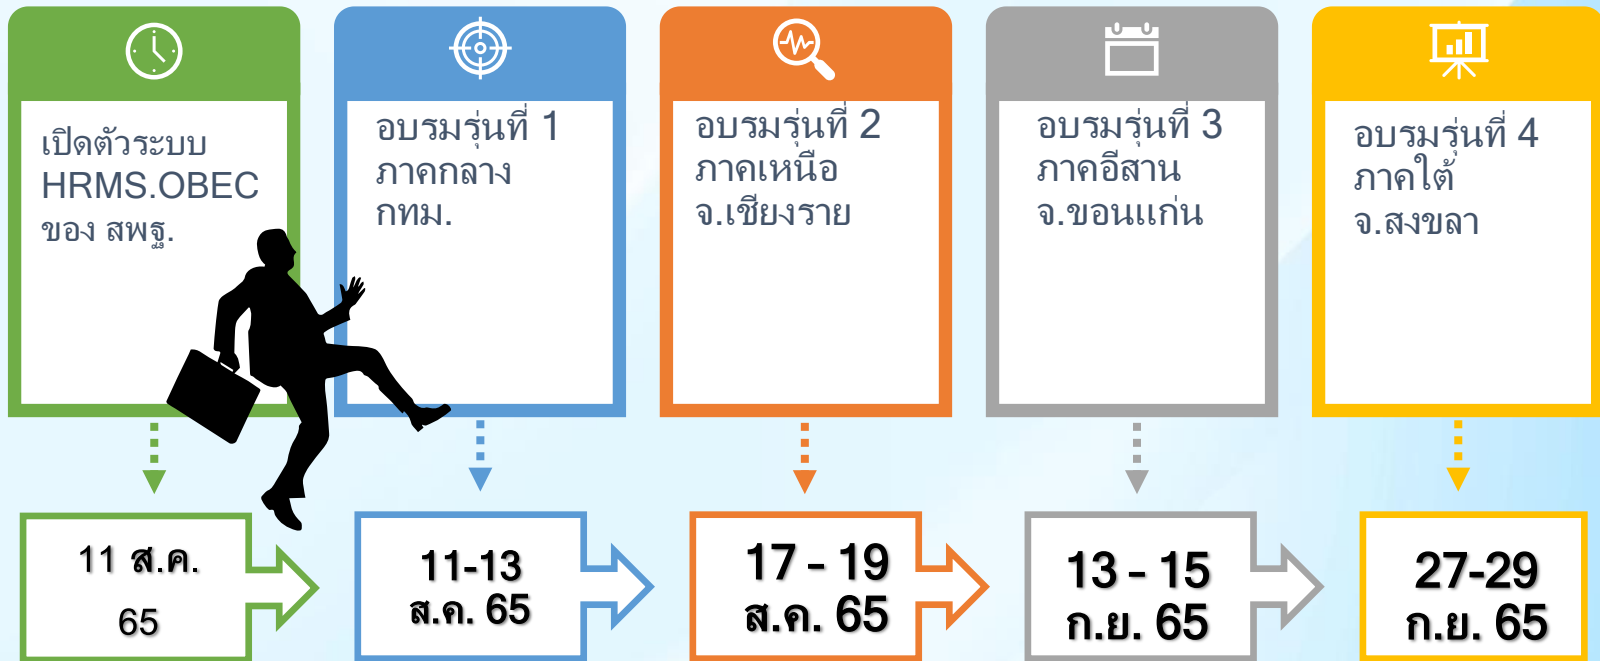 เปิดตัวระบบ
HRMS.OBEC
ของ สพฐ.
อบรมรุ่นที่ 1
ภาคกลาง
กทม.
อบรมรุ่นที่ 2
ภาคเหนือ
จ.เชียงราย
อบรมรุ่นที่ 3
ภาคอีสาน
จ.ขอนแก่น
อบรมรุ่นที่ 4
ภาคใต้
จ.สงขลา
11 ส.ค.
65
11-13
ส.ค. 65
17 - 19
ส.ค. 65
13 - 15
ก.ย. 65
27-29
ก.ย. 65